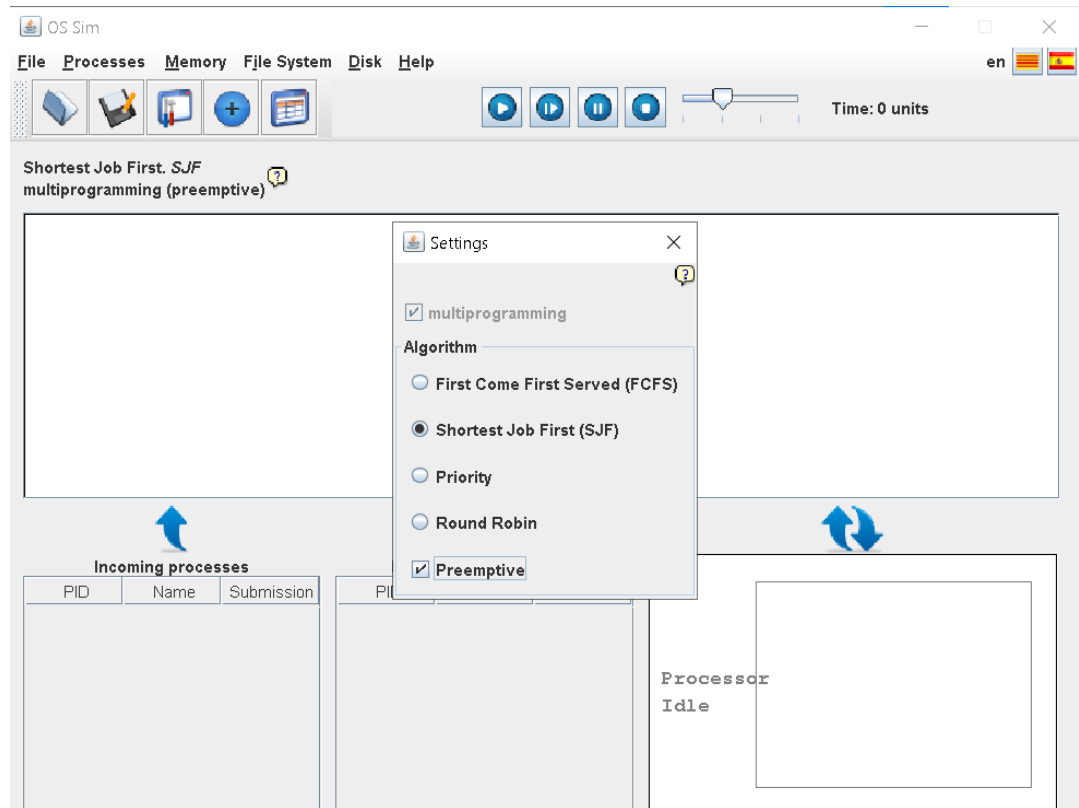 OS Sim
File Processes Memory File System Disk Help
en
Time: 0 units
Shortest Job First. SJF
multiprogramming (preemptive)
Settings
multiprogramming
Algorithm
First Come First Served (FCFS)
Shortest Job First (SJF)
Priority
Round Robin
Preemptive
Incoming processes
PID Name Submission
Processor
Idle